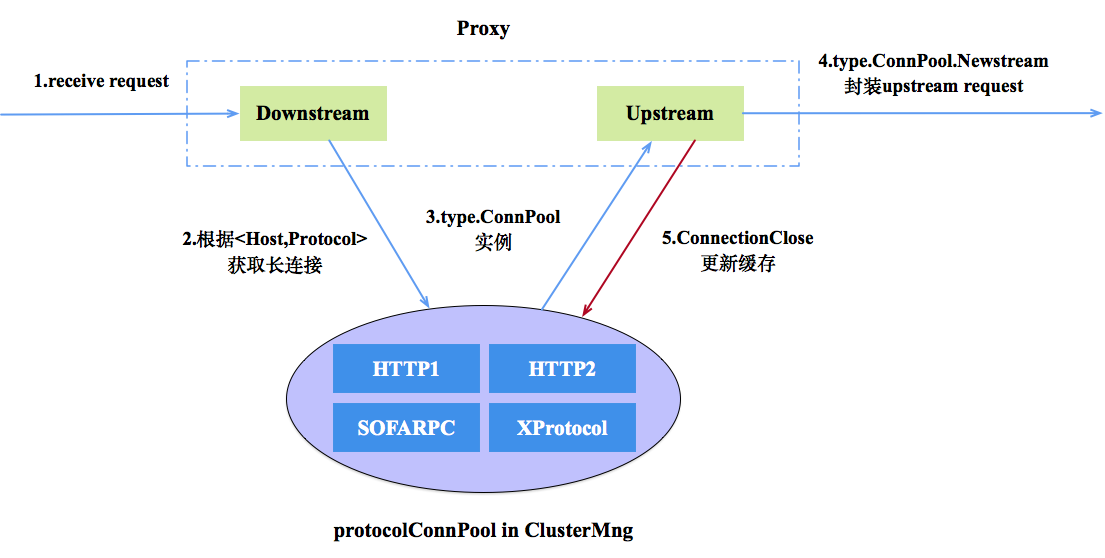 Proxy
1.receive request
4.type.ConnPool.Newstream
封装upstream request
Downstream
Upstream
2.根据<Host,Protocol>
获取长连接
3.type.ConnPool
实例
5.ConnectionClose
更新缓存
HTTP1
HTTP2
SOFARPC
XProtocol
protocolConnPool in ClusterMng